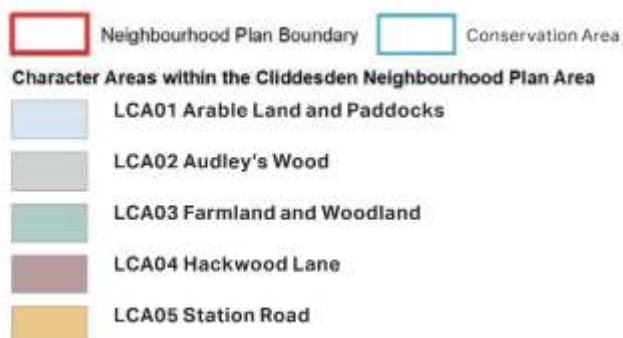 Neighbourhood Plan Boundary Conservation Area
Character Areas within the Cliddesden Neighbourhood Plan Area
LCA01 Arable Land and Paddocks
LCA02 Audley's Wood
LCA03 Farmland and Woodland
LCA04 Hackwood Lane
LCA05 Station Road